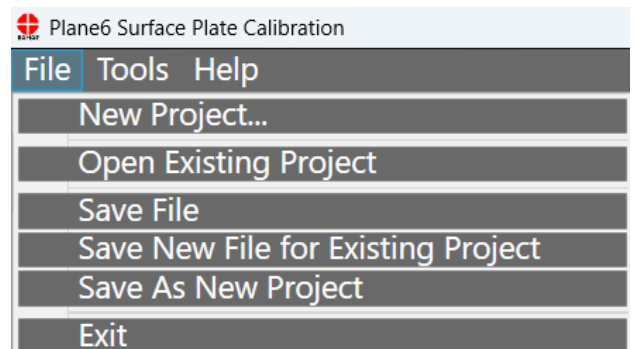 Plane6 Surface Plate Calibration
File Tools Help
New Project...
Open Existing Project
Save File
Save New File for Existing Project
Save As New Project
Exit